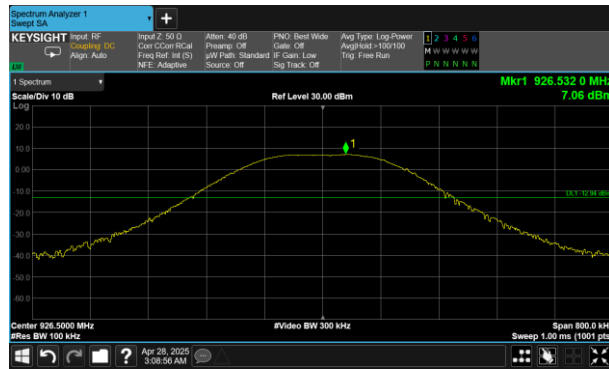 Spectrum Analyzer 1
Swept SA
+
KEYSIGHT
Input: RF
Coupling: DC
Align: Auto
Input Z: 50 Ω
Corr CCorr RCal
Freq Ref: Int (S)
NFE: Adaptive
Atten: 40 dB
Preamp: Off
µW Path: Standard
Source: Off
PNO: Best Wide
Gate: Off
IF Gain: Low
Sig Track: Off
Avg Type: Log-Power
Avg|Hold:>100/100
Trig: Free Run
1 2 3 4 5 6
M W W W W W
P N N N N N
1 Spectrum
Mkr1 926.532 0 MHz
Scale/Div 10 dB
Ref Level 30.00 dBm
7.06 dBm
Log
20.0
10.0
0.00
-10.0
-20.0
-30.0
-40.0
-50.0
-60.0
1
DL1 -12.94 dBm
Center 926.5000 MHz
#Video BW 300 kHz
Span 800.0 kHz
#Res BW 100 kHz
Sweep 1.00 ms (1001 pts)
?
Apr 28, 2025
3:08:56 AM